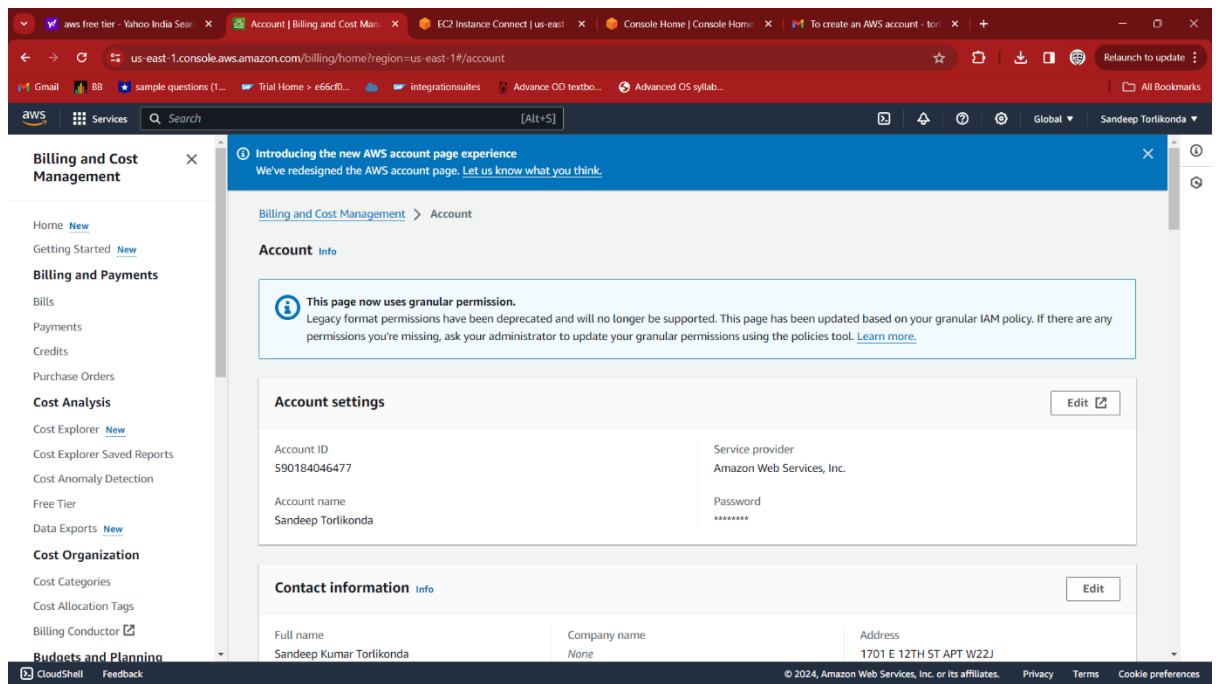 aws free tier - Yahoo India Sear
Account | Billing and Cost Mana
EC2 Instance Connect | us-east
Console Home | Console Home
To create an AWS account - torl
us-east-1.console.aws.amazon.com/billing/home?region=us-east-1#/account
Relaunch to update
Gmail
BB
sample questions (1...
Trial Home > e66cf0...
integrationsuites
Advance OD textbo...
Advanced OS syllab...
All Bookmarks
aws
Services
Search
[Alt+S]
Global
Sandeep Torlikonda
Billing and Cost
Management
Home New
Getting Started New
Billing and Payments
Bills
Payments
Credits
Purchase Orders
Cost Analysis
Cost Explorer New
Cost Explorer Saved Reports
Cost Anomaly Detection
Free Tier
Data Exports New
Cost Organization
Cost Categories
Cost Allocation Tags
Billing Conductor
Budgets and Planning
Introducing the new AWS account page experience
We've redesigned the AWS account page. Let us know what you think.
Billing and Cost Management > Account
Account Info
This page now uses granular permission.
Legacy format permissions have been deprecated and will no longer be supported. This page has been updated based on your granular IAM policy. If there are any
permissions you're missing, ask your administrator to update your granular permissions using the policies tool. Learn more.
Account settings
Edit
Account ID
590184046477
Service provider
Amazon Web Services, Inc.
Account name
Sandeep Torlikonda
Password
********
Contact information Info
Edit
Full name
Sandeep Kumar Torlikonda
Company name
None
Address
1701 E 12TH ST APT W22J
CloudShell
Feedback
© 2024, Amazon Web Services, Inc. or its affiliates.
Privacy
Terms
Cookie preferences